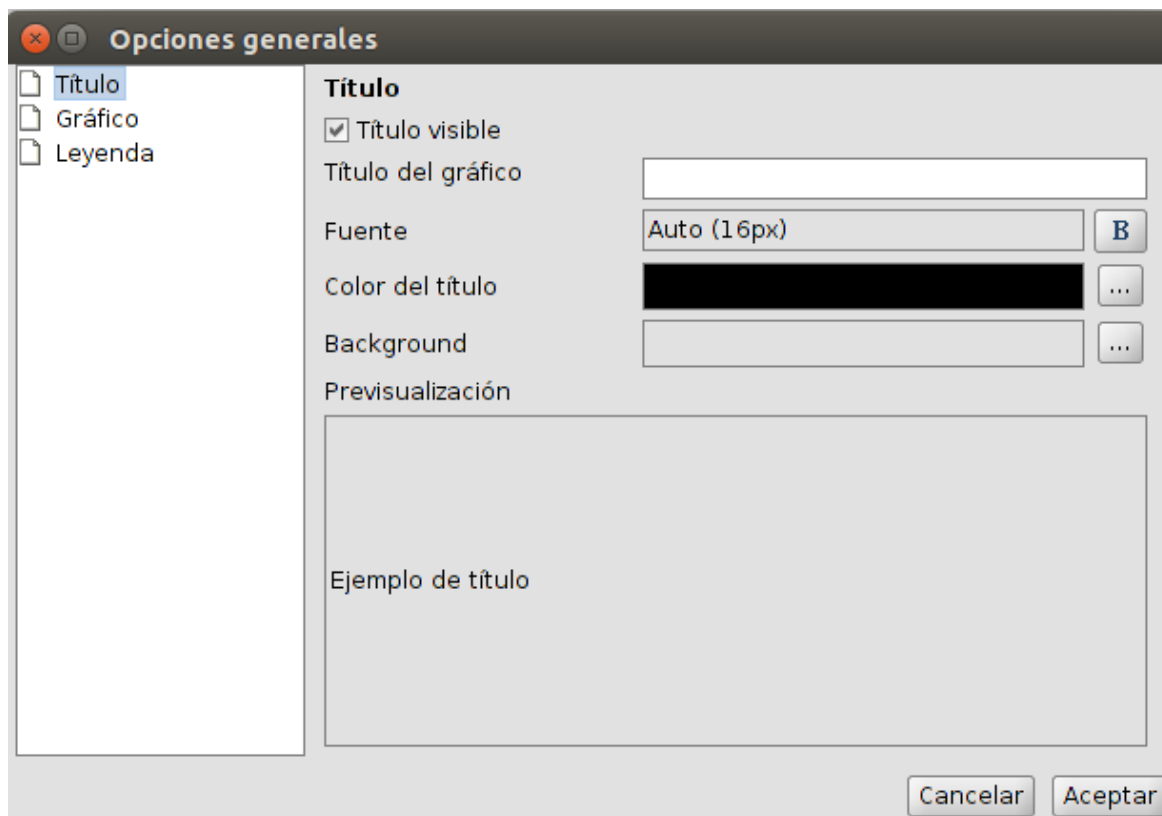 Opciones generales
Título
Gráfico
Leyenda
Título
Título visible
Título del gráfico
Fuente
Auto (16px)
B
Color del título
...
Background
...
Previsualización
Ejemplo de título
Cancelar
Aceptar